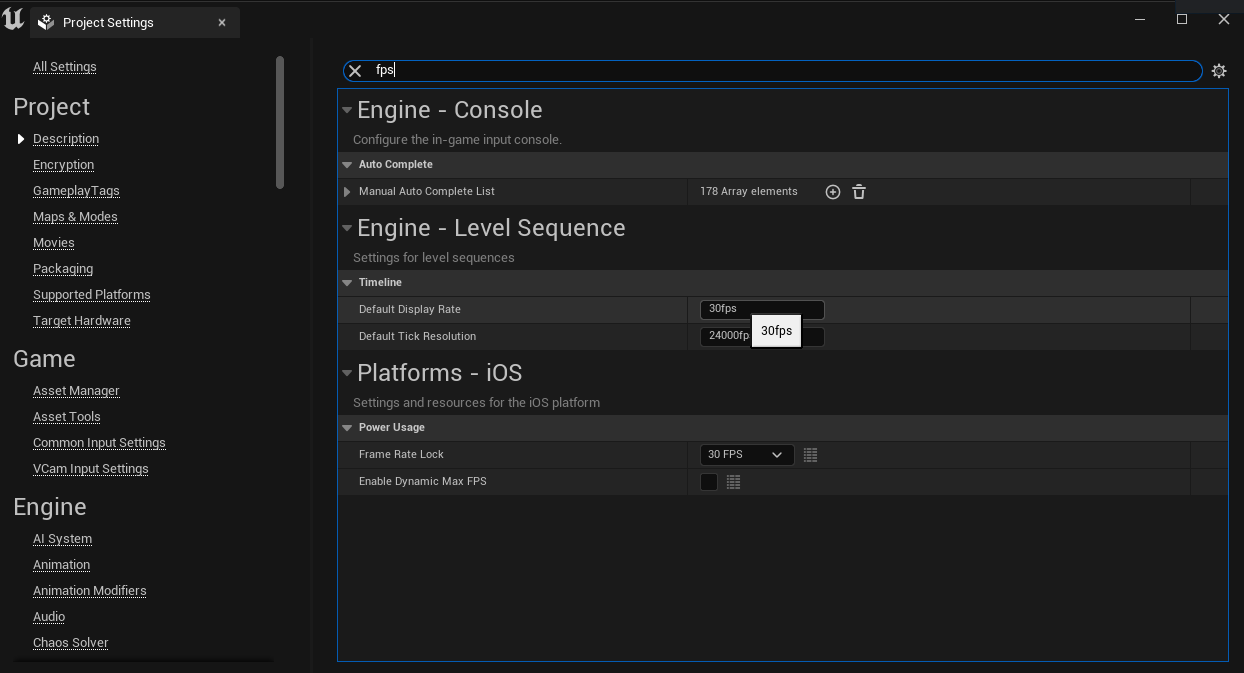 Project Settings
All Settings
Project
Description
Encryption
GameplayTags
Maps & Modes
Movies
Packaging
Supported Platforms
Target Hardware
Game
Asset Manager
Asset Tools
Common Input Settings
VCam Input Settings
Engine
AI System
Animation
Animation Modifiers
Audio
Chaos Solver
fps
Engine - Console
Configure the in-game input console.
Auto Complete
Manual Auto Complete List 178 Array elements
Engine - Level Sequence
Settings for level sequences
Timeline
Default Display Rate 30fps
30fps
Default Tick Resolution 24000fp
Platforms - iOS
Settings and resources for the iOS platform
Power Usage
Frame Rate Lock 30 FPS
Enable Dynamic Max FPS